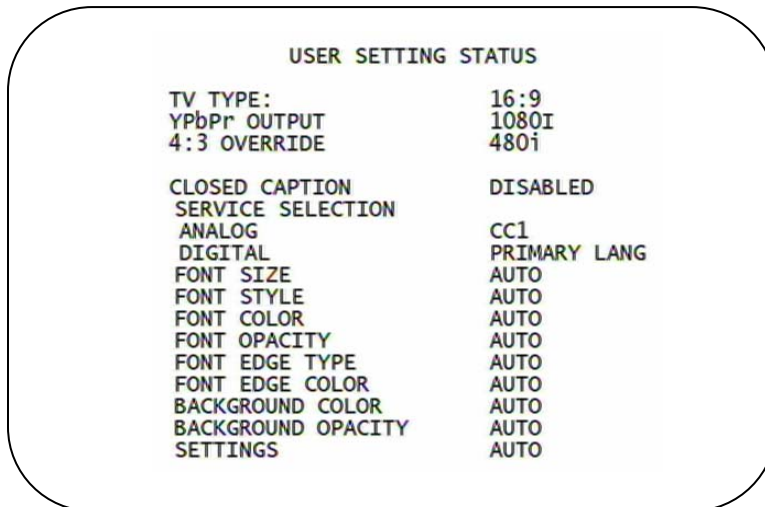 USER SETTING STATUS
TV TYPE: 16:9
YPbPr OUTPUT 1080I
4:3 OVERRIDE 480i
CLOSED CAPTION DISABLED
SERVICE SELECTION
ANALOG CC1
DIGITAL PRIMARY LANG
FONT SIZE AUTO
FONT STYLE AUTO
FONT COLOR AUTO
FONT OPACITY AUTO
FONT EDGE TYPE AUTO
FONT EDGE COLOR AUTO
BACKGROUND COLOR AUTO
BACKGROUND OPACITY AUTO
SETTINGS AUTO